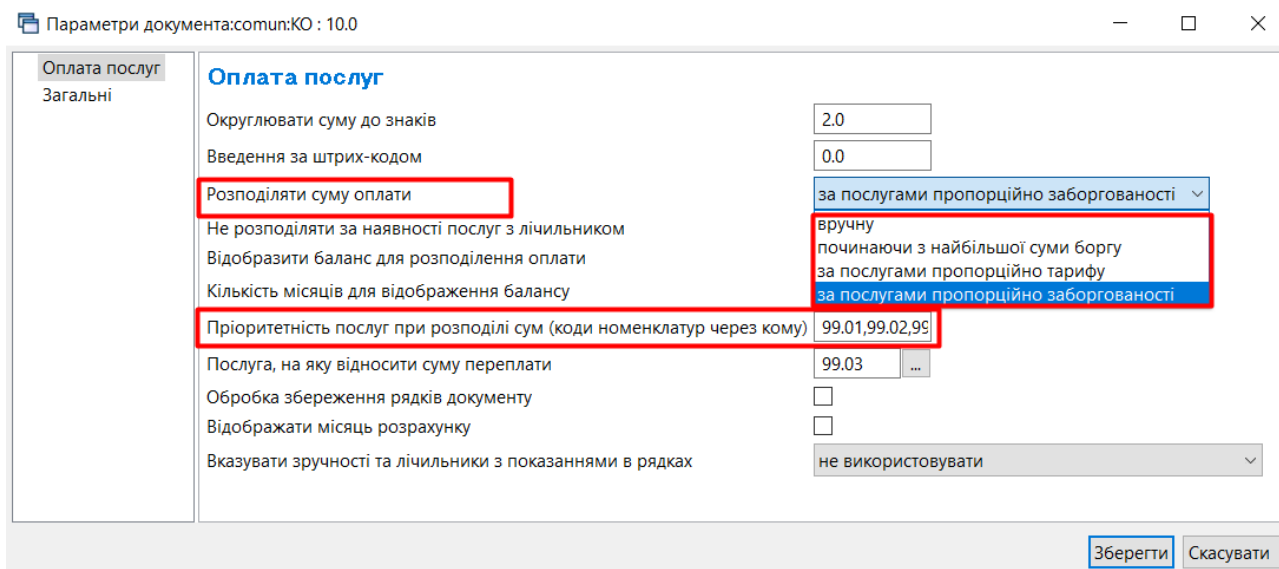 Параметри документа:comun:КО : 10.0
Оплата послуг
Загальні
Оплата послуг
Округлювати суму до знаків 2.0
Введення за штрих-кодом 0.0
Розподіляти суму оплати за послугами пропорційно заборгованості
Не розподіляти за наявності послуг з лічильником вручну
починаючи з найбільшої суми боргу
Відобразити баланс для розподілення оплати за послугами пропорційно тарифу
Кількість місяців для відображення балансу за послугами пропорційно заборгованості
Пріоритетність послуг при розподілі сум (коди номенклатур через кому) 99.01,99.02,99
Послуга, на яку відносити суму переплати 99.03 ...
Обробка збереження рядків документу
Відображати місяць розрахунку
Вказувати зручності та лічильники з показаннями в рядках не використовувати
Зберегти Скасувати